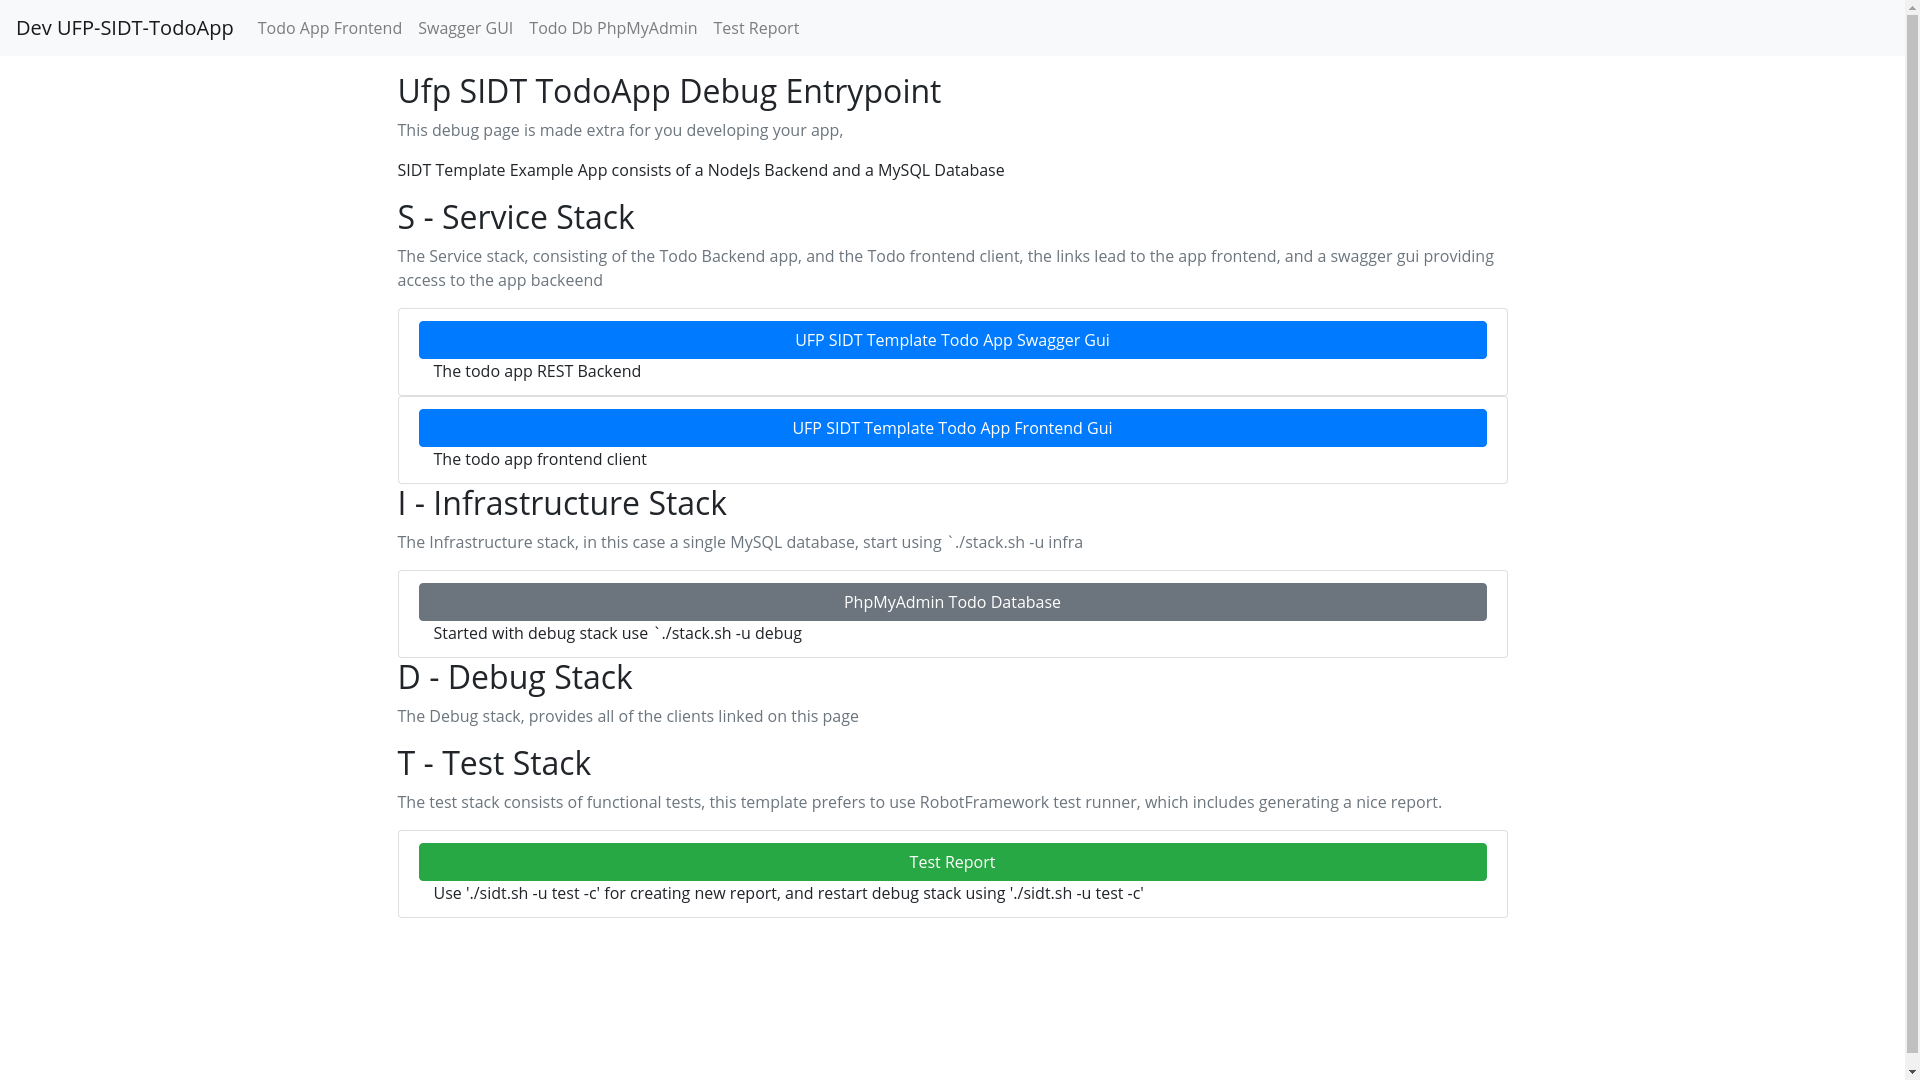 Dev UFP-SIDT-TodoApp Todo App Frontend Swagger GUI Todo Db PhpMyAdmin Test Report
Ufp SIDT TodoApp Debug Entrypoint
This debug page is made extra for you developing your app,
SIDT Template Example App consists of a NodeJs Backend and a MySQL Database
S - Service Stack
The Service stack, consisting of the Todo Backend app, and the Todo frontend client, the links lead to the app frontend, and a swagger gui providing
access to the app backeend
UFP SIDT Template Todo App Swagger Gui
The todo app REST Backend
UFP SIDT Template Todo App Frontend Gui
The todo app frontend client
I - Infrastructure Stack
The Infrastructure stack, in this case a single MySQL database, start using `./stack.sh -u infra
PhpMyAdmin Todo Database
Started with debug stack use `./stack.sh -u debug
D - Debug Stack
The Debug stack, provides all of the clients linked on this page
T - Test Stack
The test stack consists of functional tests, this template prefers to use RobotFramework test runner, which includes generating a nice report.
Test Report
Use './sidt.sh -u test -c' for creating new report, and restart debug stack using './sidt.sh -u test -c'